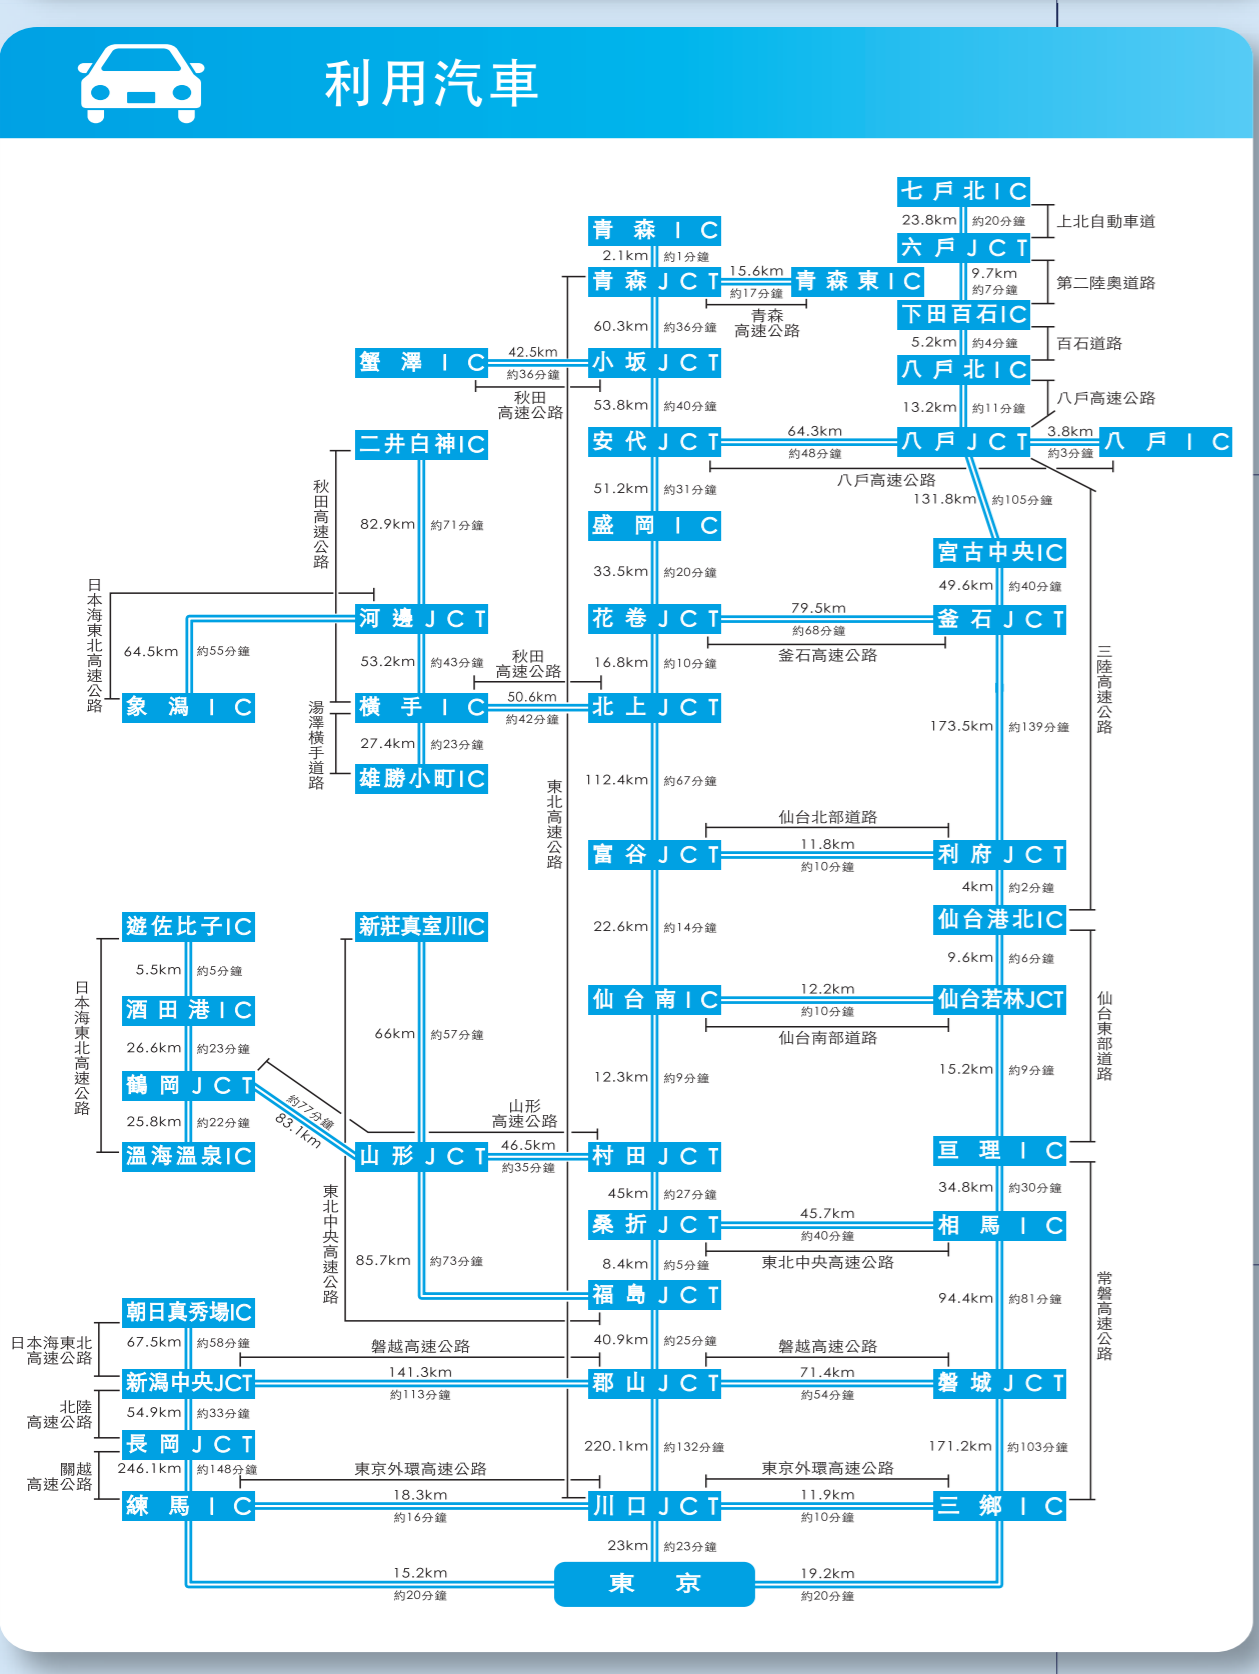 利用汽車
七戶北IC
23.8km 約20分鐘
上北自動車道
青森IC
2.1km 約1分鐘
六戶JCT
9.7km
約7分鐘
第二陸奧道路
青森JCT
15.6km
約17分鐘
青森東IC
青森
高速公路
下田百石IC
5.2km 約4分鐘
百石道路
60.3km 約36分鐘
蟹澤IC
42.5km
約36分鐘
秋田
高速公路
小坂JCT
八戶北IC
13.2km 約11分鐘
八戶高速公路
53.8km 約40分鐘
二井白神IC
安代JCT
64.3km
約48分鐘
八戶JCT
3.8km
約3分鐘
八戶IC
八戶高速公路
秋田高速公路
82.9km 約71分鐘
51.2km 約31分鐘
131.8km 約105分鐘
盛岡IC
宮古中央IC
33.5km 約20分鐘
49.6km 約40分鐘
日本海東北高速公路
河邊JCT
花卷JCT
79.5km
約68分鐘
釜石高速公路
釜石JCT
64.5km 約55分鐘
53.2km 約43分鐘
秋田
高速公路
16.8km 約10分鐘
三陸高速公路
象潟IC
橫手IC
50.6km
約42分鐘
北上JCT
湯澤橫手道路
27.4km 約23分鐘
173.5km 約139分鐘
雄勝小町IC
112.4km 約67分鐘
東北高速公路
仙台北部道路
富谷JCT
11.8km
約10分鐘
利府JCT
4km 約2分鐘
遊佐比子IC
新莊真室川IC
22.6km 約14分鐘
仙台港北IC
5.5km 約5分鐘
9.6km 約6分鐘
日本海東北高速公路
酒田港IC
仙台南IC
12.2km
約10分鐘
仙台南部道路
仙台若林JCT
仙台東部道路
26.6km 約23分鐘
66km 約57分鐘
鶴岡JCT
約77分鐘
83.1km
12.3km 約9分鐘
15.2km 約9分鐘
25.8km 約22分鐘
山形
高速公路
溫海溫泉IC
山形JCT
46.5km
約35分鐘
村田JCT
亘理IC
45km 約27分鐘
34.8km 約30分鐘
東北中央高速公路
桑折JCT
45.7km
約40分鐘
東北中央高速公路
相馬IC
85.7km 約73分鐘
8.4km 約5分鐘
福島JCT
94.4km 約81分鐘
常磐高速公路
朝日真秀場IC
日本海東北
高速公路
67.5km 約58分鐘
磐越高速公路
40.9km 約25分鐘
磐越高速公路
新潟中央JCT
141.3km
約113分鐘
郡山JCT
71.4km
約54分鐘
磐城JCT
北陸
高速公路
54.9km 約33分鐘
長岡JCT
220.1km 約132分鐘
171.2km 約103分鐘
關越
高速公路
246.1km 約148分鐘
東京外環高速公路
東京外環高速公路
練馬IC
18.3km
約16分鐘
川口JCT
11.9km
約10分鐘
三鄉IC
23km 約23分鐘
15.2km
約20分鐘
東京
19.2km
約20分鐘